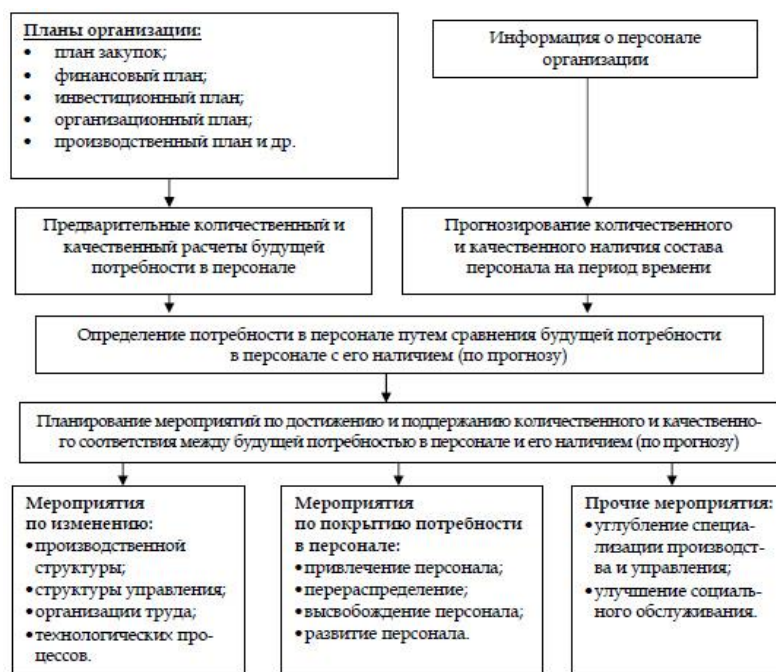 Планы организации:
• план закупок;
• финансовый план;
• инвестиционный план;
• организационный план;
• производственный план и др.
Информация о персонале
организации
Предварительные количественный и
качественный расчеты будущей
потребности в персонале
Прогнозирование количественного
и качественного наличия состава
персонала на период времени
Определение потребности в персонале путем сравнения будущей потребности
в персонале с его наличием (по прогнозу)
Планирование мероприятий по достижению и поддержанию количественного и качественно-
го соответствия между будущей потребностью в персонале и его наличием (по прогнозу)
Мероприятия
по изменению:
•производственной
структуры;
•структуры управления;
•организации труда;
•технологических про-
цессов.
Мероприятия
по покрытию потребности
в персонале:
•привлечение персонала;
•перераспределение;
•высвобождение персонала;
•развитие персонала.
Прочие мероприятия:
•углубление специа-
лизации производст-
ва и управления;
•улучшение социаль-
ного обслуживания.